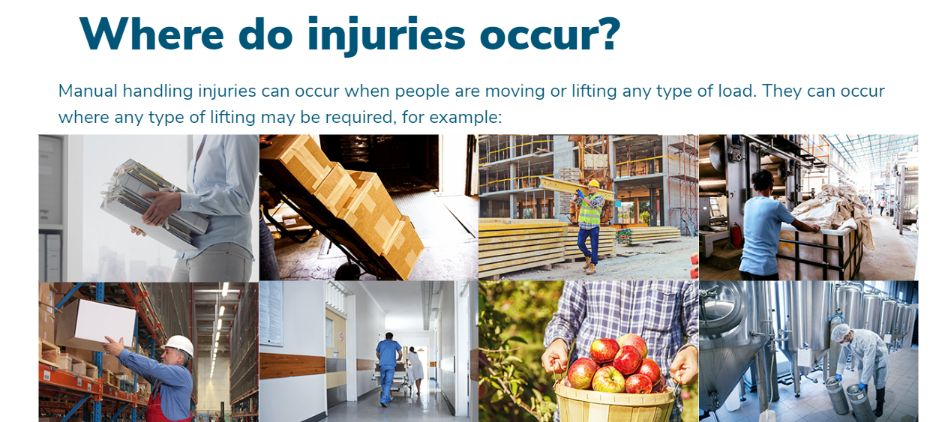 Where do injuries occur?
Manual handling injuries can occur when people are moving or lifting any type of load. They can occur
where any type of lifting may be required, for example: